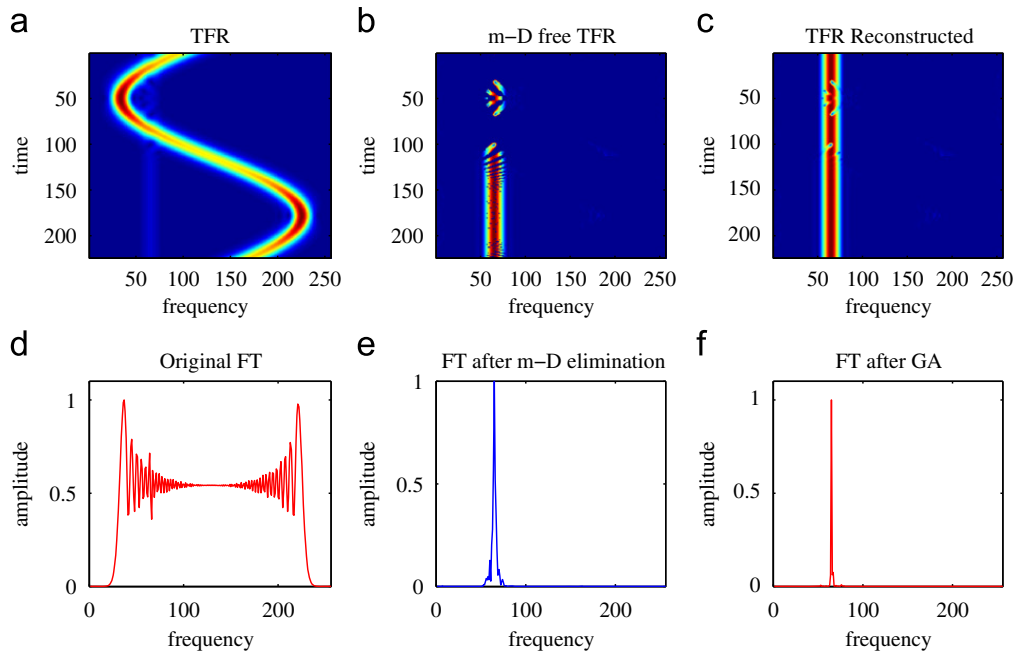 a
TFR
time
50
100
150
200
50 100 150 200 250
frequency
b
m−D free TFR
time
50
100
150
200
50 100 150 200 250
frequency
c
TFR Reconstructed
time
50
100
150
200
50 100 150 200 250
frequency
d
Original FT
amplitude
1
0.5
0
0 100 200
frequency
e
FT after m−D elimination
amplitude
1
0.5
0
0 100 200
frequency
f
FT after GA
amplitude
1
0.5
0
0 100 200
frequency